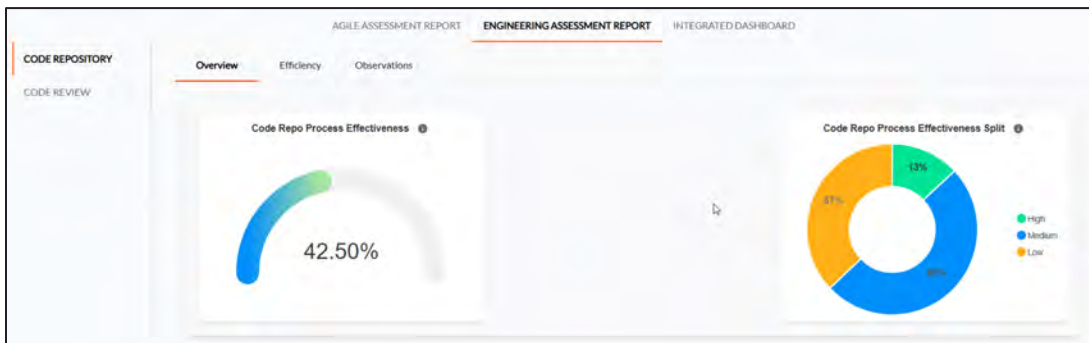 AGILE ASSESSMENT REPORT ENGINEERING ASSESSMENT REPORT INTEGRATED DASHBOARD
CODE REPOSITORY
CODE REVIEW
Overview Efficiency Observations
Code Repo Process Effectiveness
42.50%
Code Repo Process Effectiveness Split
13%
High
Medium
Low